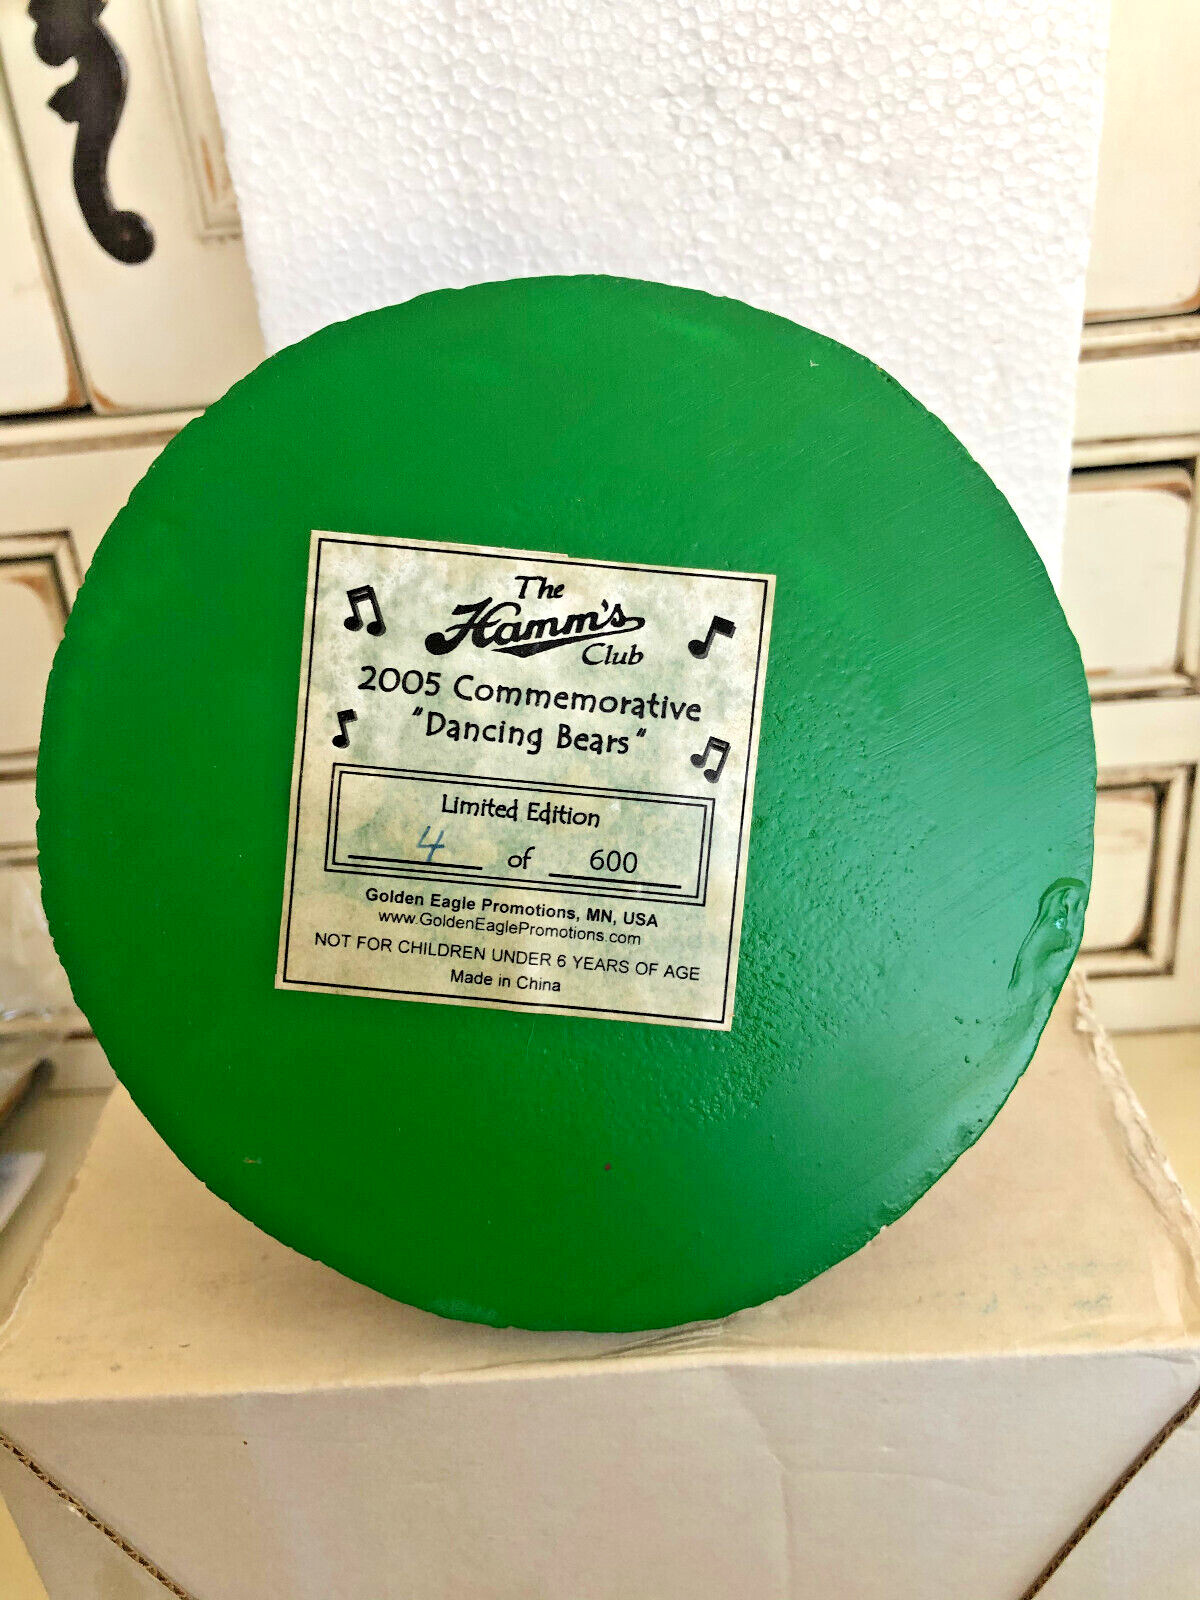 The
Hamm's
Club
2005 Commemorative
"Dancing Bears"
Limited Edition
4 of 600
Golden Eagle Promotions, MN, USA
www.GoldenEaglePromotions.com
NOT FOR CHILDREN UNDER 6 YEARS OF AGE
Made in China